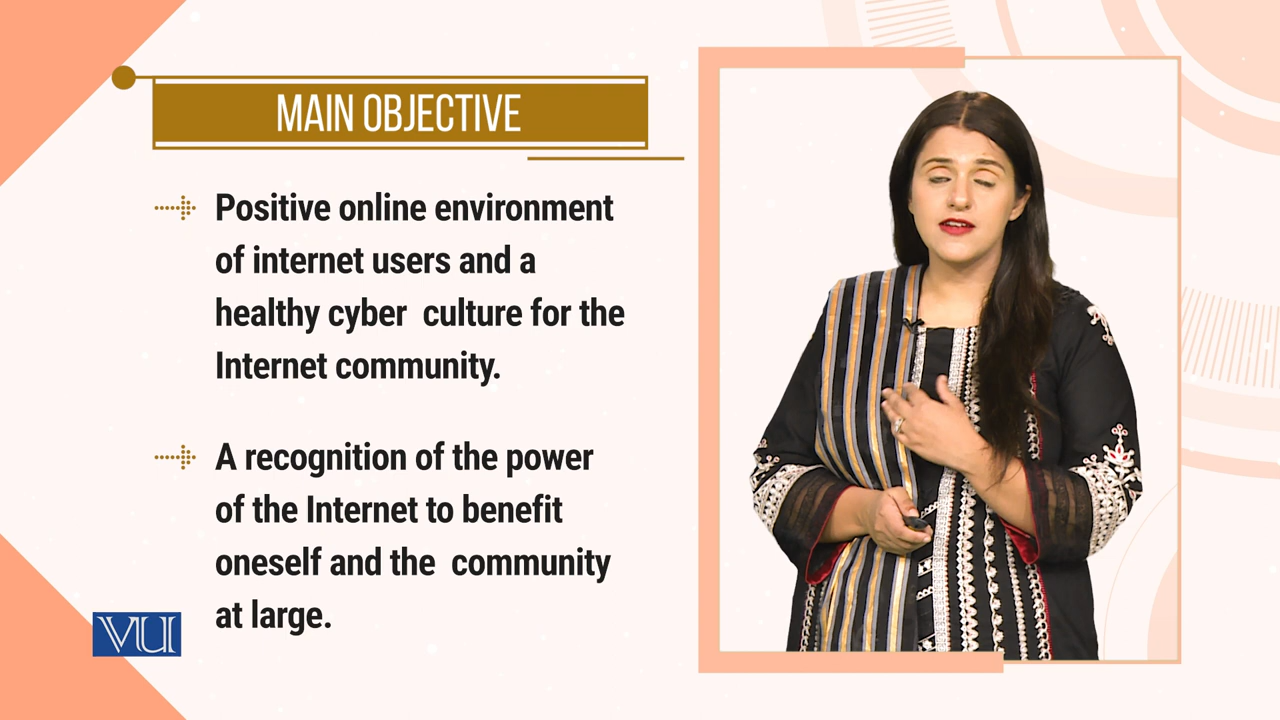 MAIN OBJECTIVE
Positive online environment
of internet users and a
healthy cyber culture for the
Internet community.
A recognition of the power
of the Internet to benefit
oneself and the community
at large.
VU